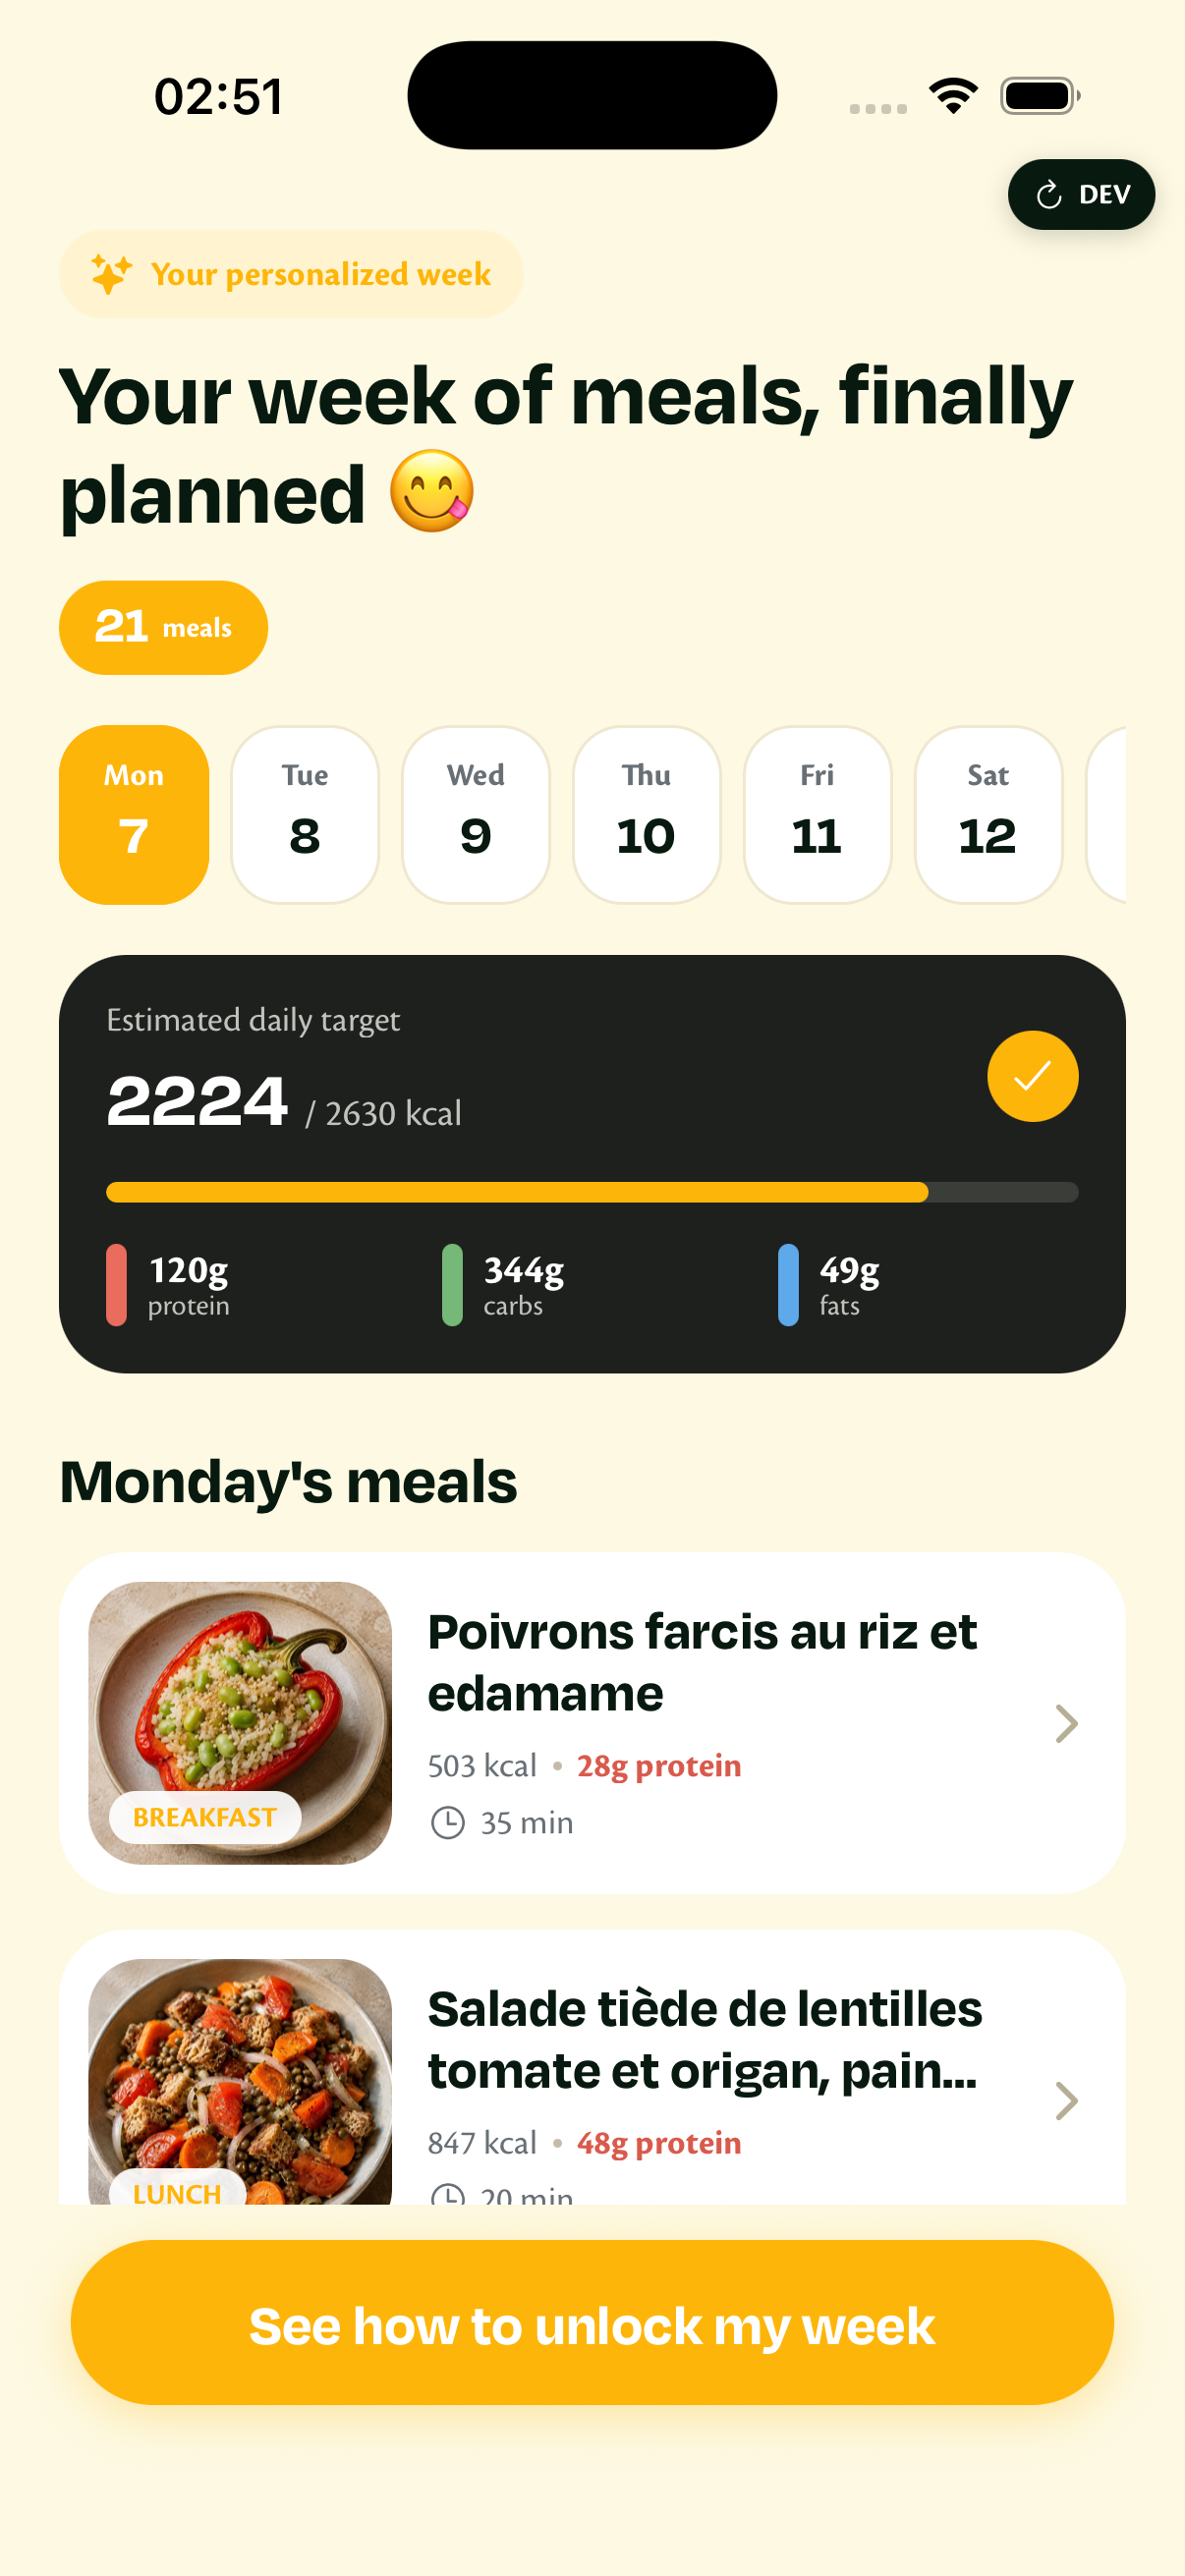 02:51
DEV
Your personalized week
Your week of meals, finally
planned 😋
21 meals
Mon Tue Wed Thu Fri Sat
7 8 9 10 11 12
Estimated daily target
2224 / 2630 kcal
120g 344g 49g
protein carbs fats
Monday's meals
Poivrons farcis au riz et
edamame
503 kcal • 28g protein
BREAKFAST
35 min
Salade tiède de lentilles
tomate et origan, pain...
847 kcal • 48g protein
LUNCH
20 min
See how to unlock my week